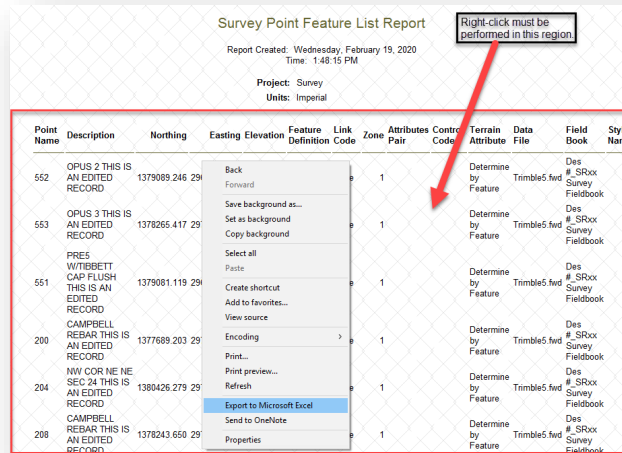 Survey Point Feature List Report
Right-click must be
performed in this region.
Report Created: Wednesday, February 19, 2020
Time: 1:48:15 PM
Project: Survey
Units: Imperial
Point Name Description Northing Easting Elevation Feature Definition Link Code Zone Attributes Pair Control Code Terrain Attribute Data File Field Book
552 OPUS 2 THIS IS AN EDITED RECORD 1379089.246 1 Determine by Feature Trimble5.fwd Des #_SRxx Survey Fieldbook
553 OPUS 3 THIS IS AN EDITED RECORD 1378265.417 1 Determine by Feature Trimble5.fwd Des #_SRxx Survey Fieldbook
551 PRE5 W/TIBBETT CAP FLUSH THIS IS AN EDITED RECORD 1379081.119 1 Determine by Feature Trimble5.fwd Des #_SRxx Survey Fieldbook
200 CAMPBELL REBAR THIS IS AN EDITED RECORD 1377689.203 1 Determine by Feature Trimble5.fwd Des #_SRxx Survey Fieldbook
204 NW COR NE NE SEC 24 THIS IS AN EDITED RECORD 1380426.279 1 Determine by Feature Trimble5.fwd Des #_SRxx Survey Fieldbook
208 CAMPBELL REBAR THIS IS AN EDITED RECORD 1378243.650 1 Determine by Feature Trimble5.fwd Des #_SRxx Survey Fieldbook
Back
Forward
Save background as...
Set as background
Copy background
Select all
Paste
Create shortcut
Add to favorites...
View source
Encoding
Print...
Print preview...
Refresh
Export to Microsoft Excel
Send to OneNote
Properties